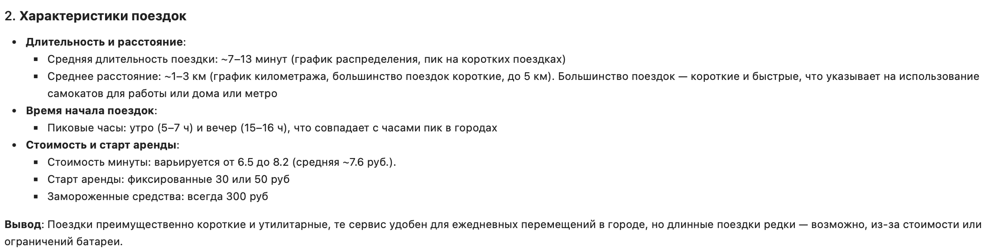 2. Характеристики поездок
• Длительность и расстояние:
▪ Средняя длительность поездки: ~7–13 минут (график распределения, пик на коротких поездках)
▪ Среднее расстояние: ~1–3 км (график километража, большинство поездок короткие, до 5 км). Большинство поездок — короткие и быстрые, что указывает на использование
самокатов для работы или дома или метро
• Время начала поездок:
▪ Пиковые часы: утро (5–7 ч) и вечер (15–16 ч), что совпадает с часами пик в городах
• Стоимость и старт аренды:
▪ Стоимость минуты: варьируется от 6.5 до 8.2 (средняя ~7.6 руб.).
▪ Старт аренды: фиксированные 30 или 50 руб
▪ Замороженные средства: всегда 300 руб
Вывод: Поездки преимущественно короткие и утилитарные, те сервис удобен для ежедневных перемещений в городе, но длинные поездки редки — возможно, из-за стоимости или
ограничений батареи.